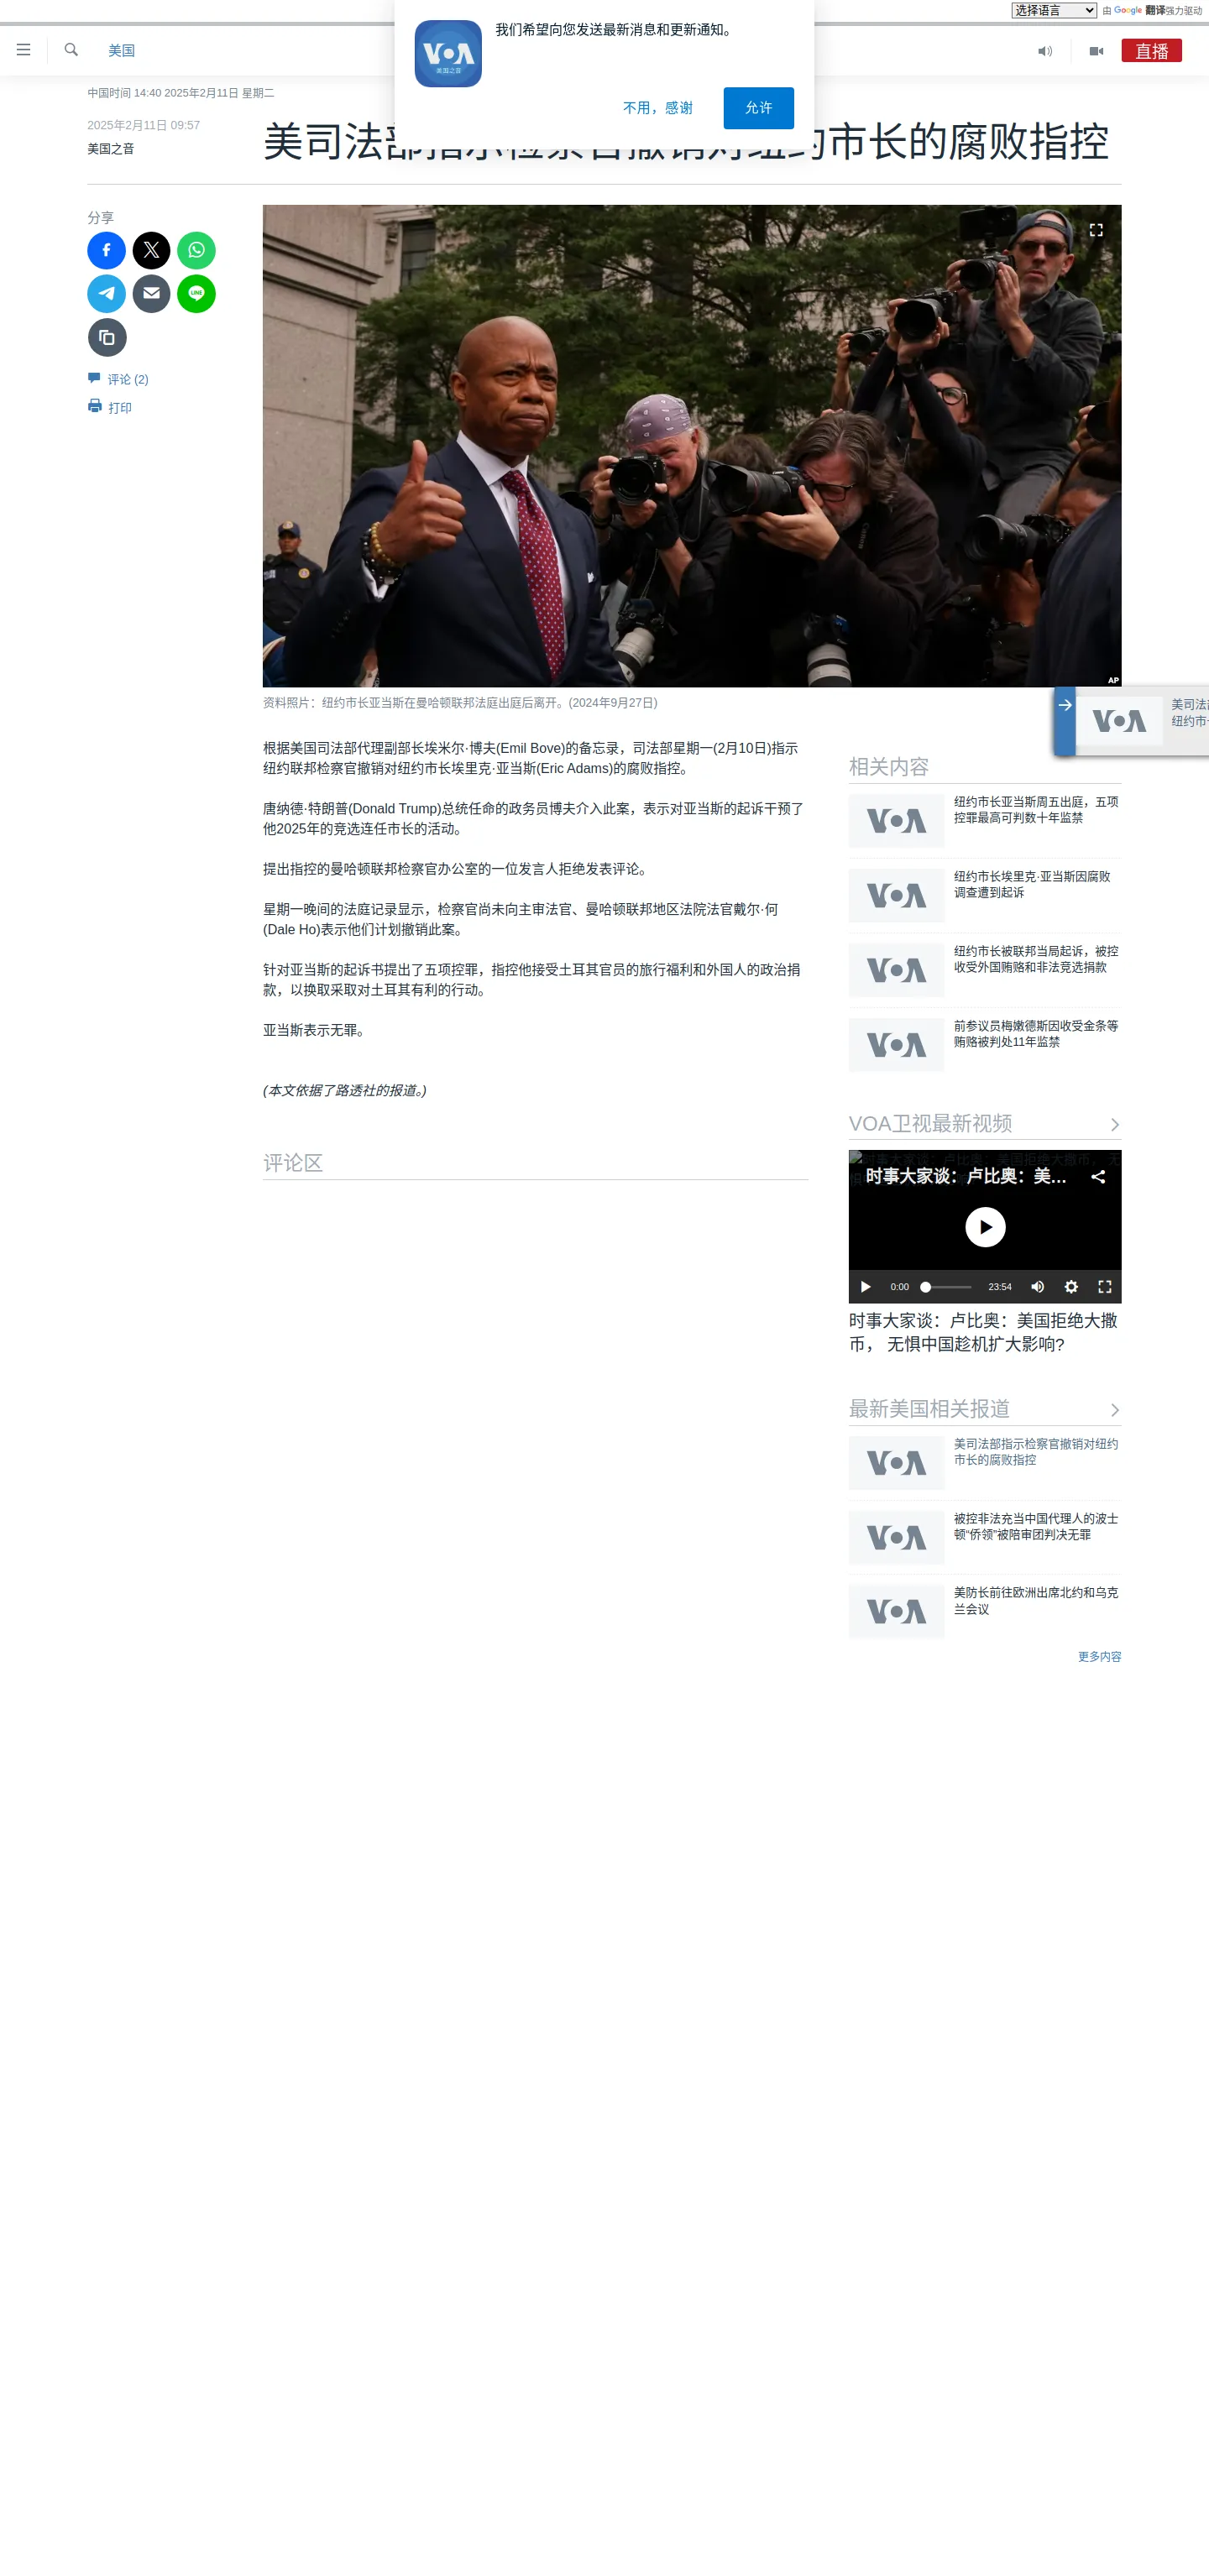 选择语言
由 Google 翻译强力驱动
我们希望向您发送最新消息和更新通知。
VOA
美国之音
不用，感谢
允许
美国
直播
中国时间 14:40 2025年2月11日 星期二
2025年2月11日 09:57
美国之音
美司法部指示检察官撤销对纽约市长的腐败指控
分享
LINE
评论 (2)
打印
AP
资料照片：纽约市长亚当斯在曼哈顿联邦法庭出庭后离开。(2024年9月27日)
VOA
美司法
纽约市
根据美国司法部代理副部长埃米尔·博夫(Emil Bove)的备忘录，司法部星期一(2月10日)指示
纽约联邦检察官撤销对纽约市长埃里克·亚当斯(Eric Adams)的腐败指控。
唐纳德·特朗普(Donald Trump)总统任命的政务员博夫介入此案，表示对亚当斯的起诉干预了
他2025年的竞选连任市长的活动。
提出指控的曼哈顿联邦检察官办公室的一位发言人拒绝发表评论。
星期一晚间的法庭记录显示，检察官尚未向主审法官、曼哈顿联邦地区法院法官戴尔·何
(Dale Ho)表示他们计划撤销此案。
针对亚当斯的起诉书提出了五项控罪，指控他接受土耳其官员的旅行福利和外国人的政治捐
款，以换取采取对土耳其有利的行动。
亚当斯表示无罪。
(本文依据了路透社的报道。)
评论区
相关内容
VOA
纽约市长亚当斯周五出庭，五项
控罪最高可判数十年监禁
VOA
纽约市长埃里克·亚当斯因腐败
调查遭到起诉
VOA
纽约市长被联邦当局起诉，被控
收受外国贿赂和非法竞选捐款
VOA
前参议员梅嫩德斯因收受金条等
贿赂被判处11年监禁
VOA卫视最新视频
时事大家谈：卢比奥：美...
0:00
23:54
时事大家谈：卢比奥：美国拒绝大撒
币， 无惧中国趁机扩大影响?
最新美国相关报道
VOA
美司法部指示检察官撤销对纽约
市长的腐败指控
VOA
被控非法充当中国代理人的波士
顿“侨领”被陪审团判决无罪
VOA
美防长前往欧洲出席北约和乌克
兰会议
更多内容